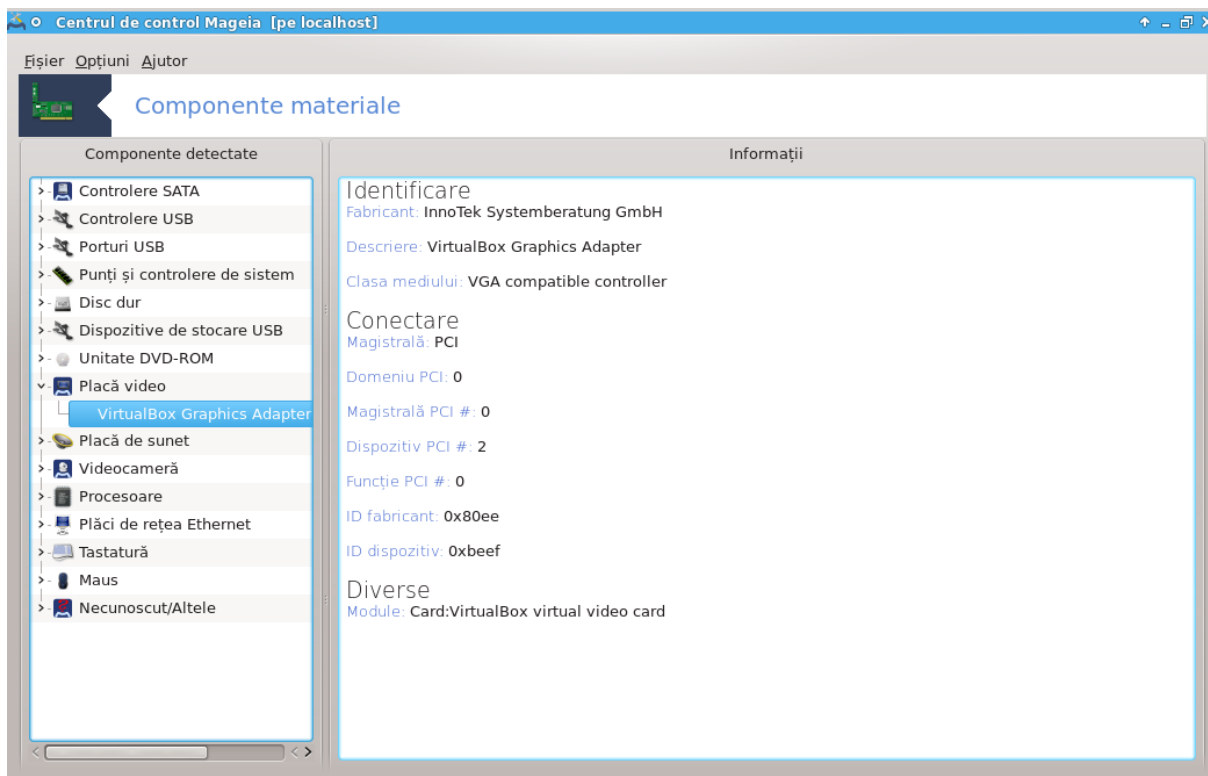 Centrul de control Mageia [pe localhost]
Fișier Opțiuni Ajutor
Componente materiale
Componente detectate
Controlere SATA
Controlere USB
Porturi USB
Punți și controlere de sistem
Disc dur
Dispozitive de stocare USB
Unitate DVD-ROM
Placă video
VirtualBox Graphics Adapter
Placă de sunet
Videocameră
Procesoare
Plăci de rețea Ethernet
Tastatură
Maus
Necunoscut/Altele
Informații
Identificare
Fabricant: InnoTek Systemberatung GmbH
Descriere: VirtualBox Graphics Adapter
Clasa mediului: VGA compatible controller
Conectare
Magistrală: PCI
Domeniu PCI: 0
Magistrală PCI #: 0
Dispozitiv PCI #: 2
Funcție PCI #: 0
ID fabricant: 0x80ee
ID dispozitiv: 0xbeef
Diverse
Module: Card:VirtualBox virtual video card